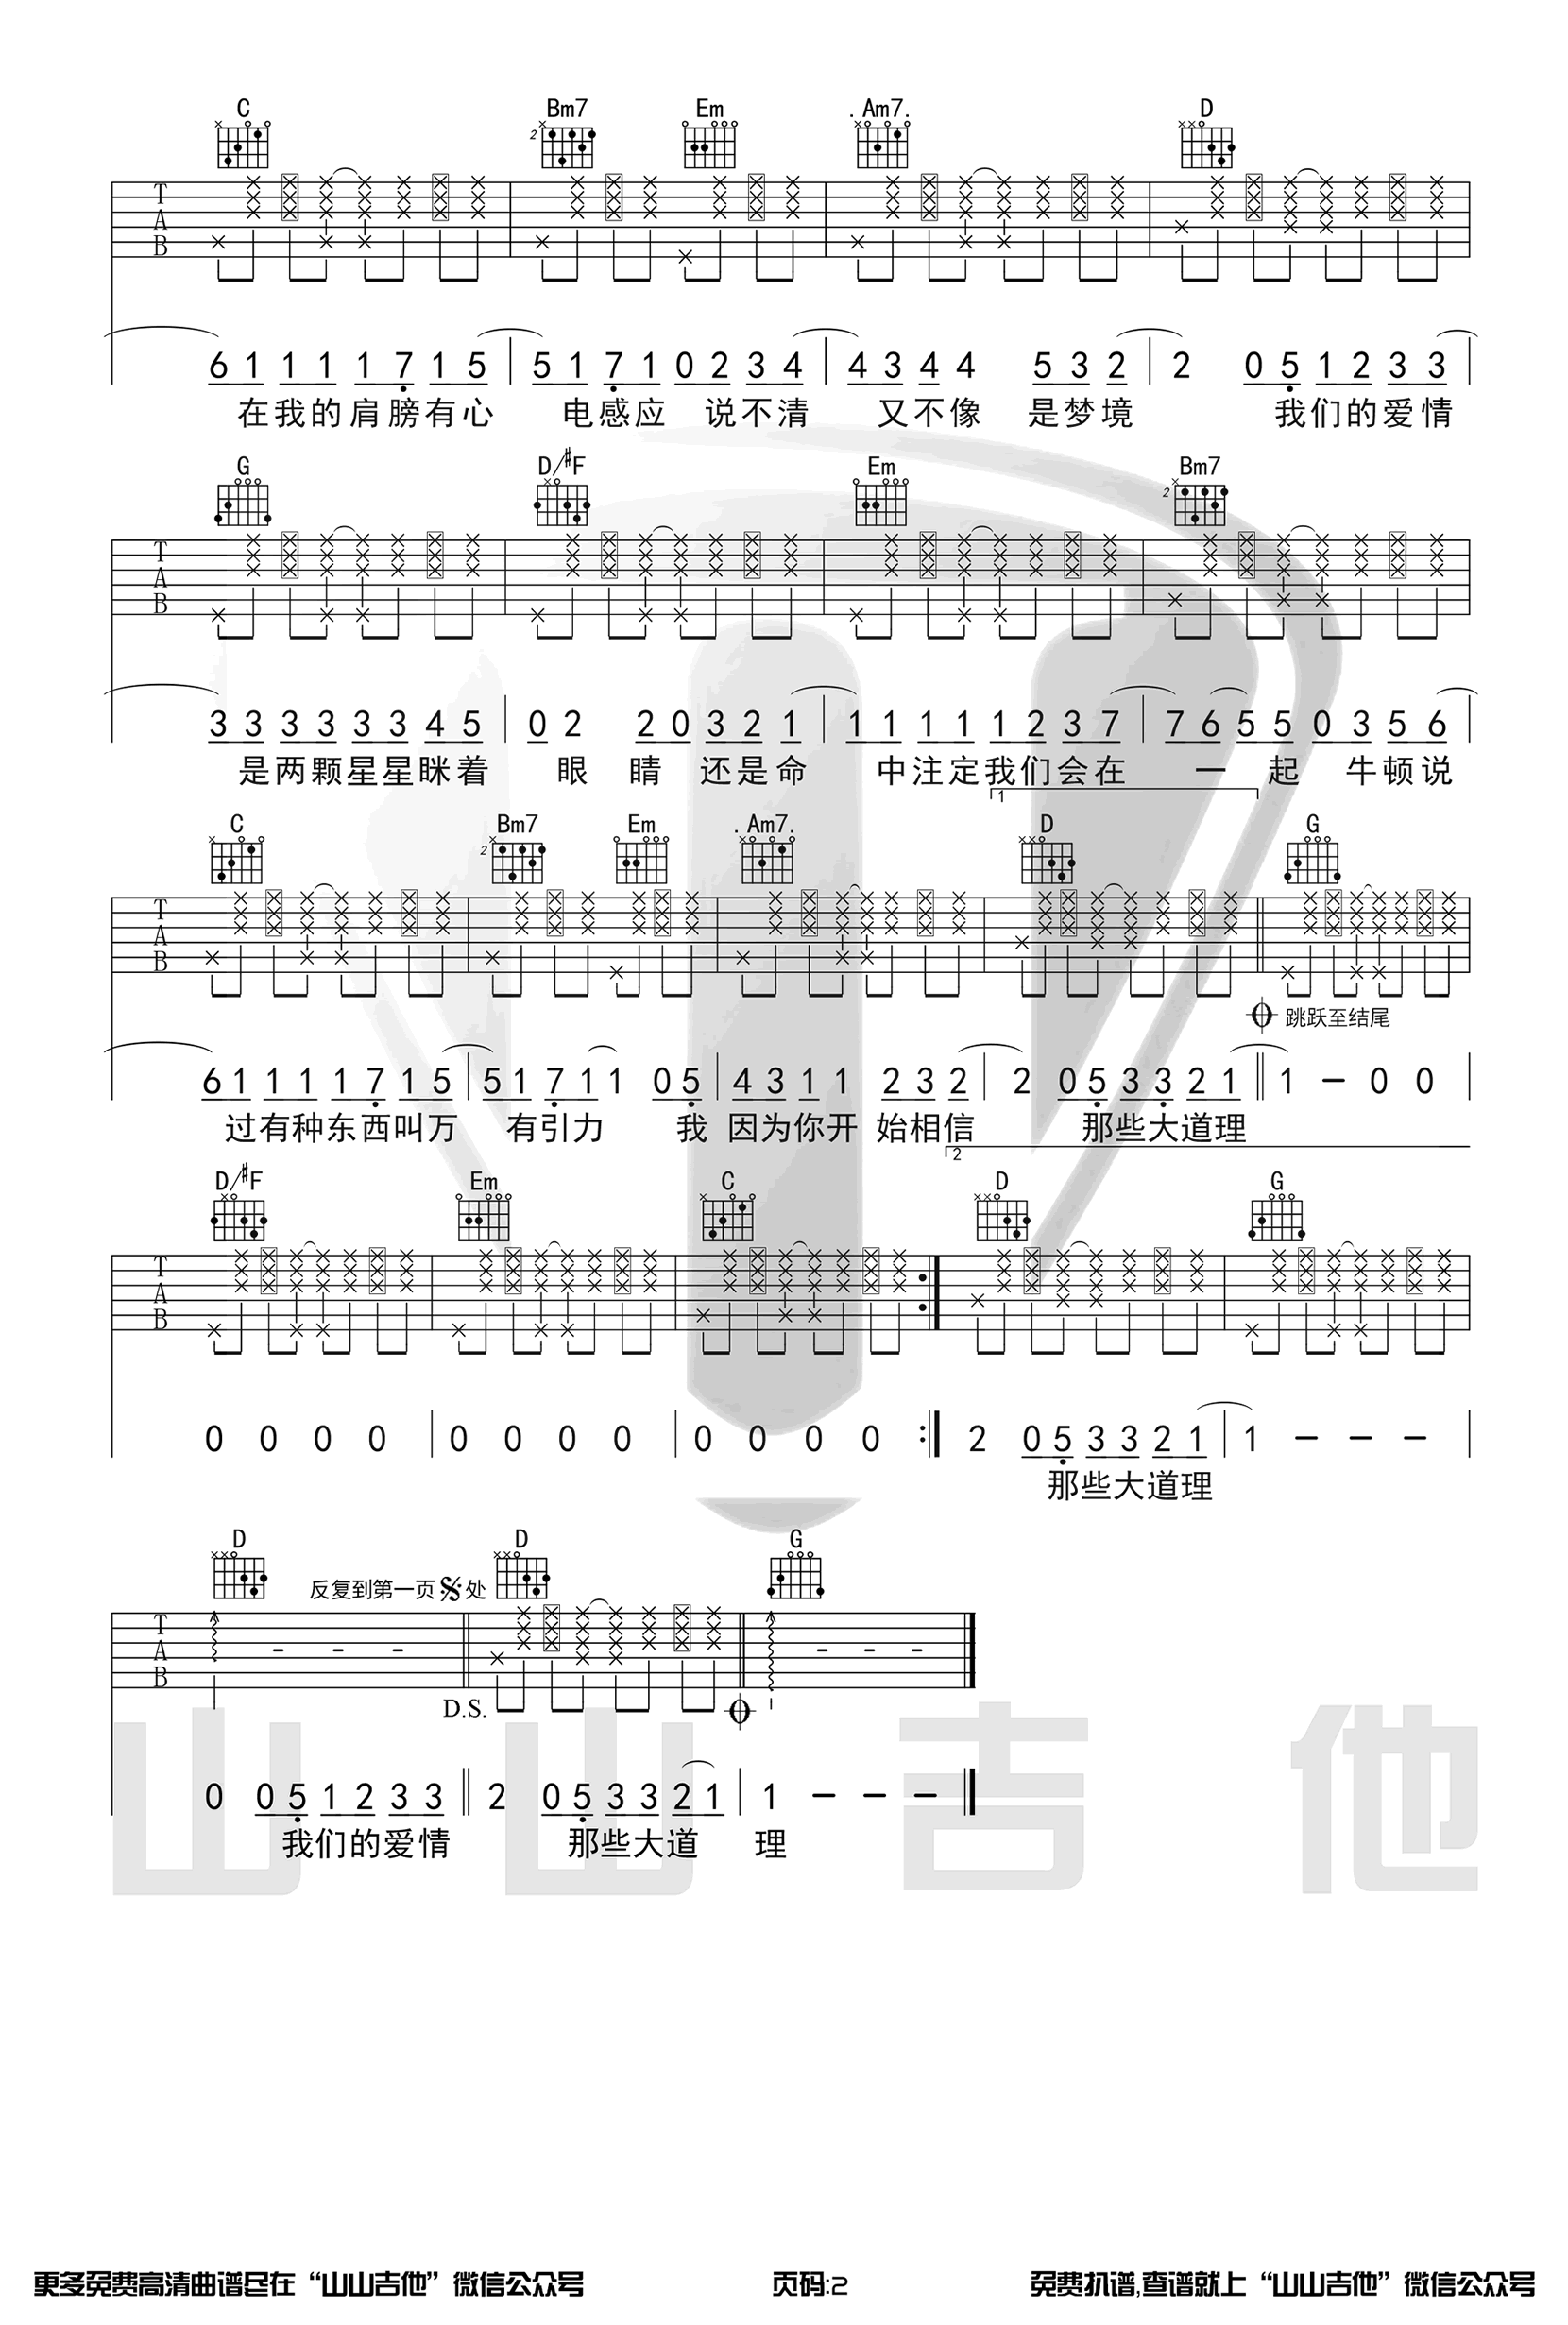 C Bm7 Em .Am7. D
2
T A B
6 1 1 1 1 7 1 5 5 1 7 1 0 2 3 4 4 3 4 4 5 3 2 2 0 5 1 2 3 3
在我的肩膀有心 电感应 说不清 又不像 是梦境 我们的爱情
G D/#F Em Bm7
2
T A B
3 3 3 3 3 3 4 5 0 2 2 0 3 2 1 1 1 1 1 1 2 3 7 7 6 5 5 0 3 5 6
是两颗星星眯着 眼 睛 还是命 中注定我们会在 一 起 牛顿说
1
C Bm7 Em .Am7. D G
2
T A B
跳跃至结尾
6 1 1 1 1 7 1 5 5 1 7 1 1 0 5 4 3 1 1 2 3 2 2 0 5 3 3 2 1 1 – 0 0
过有种东西叫万 有引力 我 因为你开 始相信 那些大道理
2
D/#F Em C D G
T A B
0 0 0 0 0 0 0 0 0 0 0 0 2 0 5 3 3 2 1 1 – – –
那些大道理
D D G
反复到第一页 𝄋 处
T A B
D.S.
0 0 5 1 2 3 3 2 0 5 3 3 2 1 1 – – –
我们的爱情 那些大道 理
山山吉他
更多免费高清曲谱尽在“山山吉他”微信公众号 页码:2 免费扒谱,查谱就上“山山吉他”微信公众号